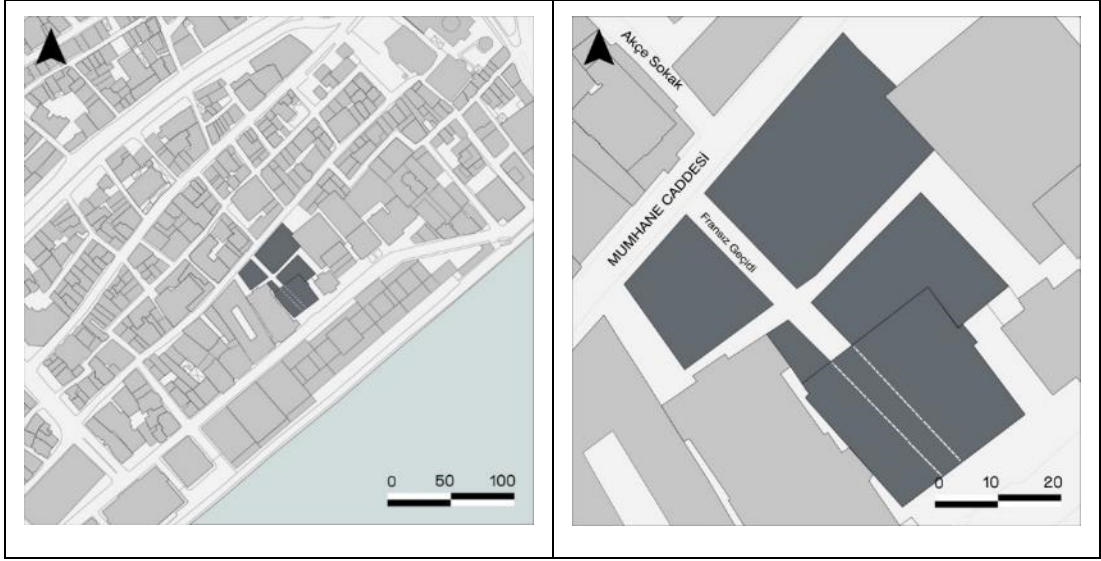 0 50 100
Akçe Sokak
MUMHANE CADDESİ
Fransız Geçidi
0 10 20